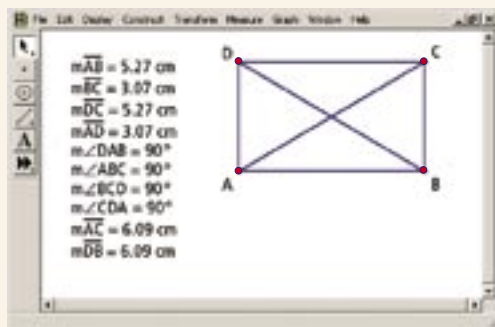 File Edit Display Construct Transform Measure Graph Window Help
mAB = 5.27 cm
mBC = 3.07 cm
mDC = 5.27 cm
mAD = 3.07 cm
m∠DAB = 90°
m∠ABC = 90°
m∠BCD = 90°
m∠CDA = 90°
mAC = 6.09 cm
mDB = 6.09 cm
D C
A B
A